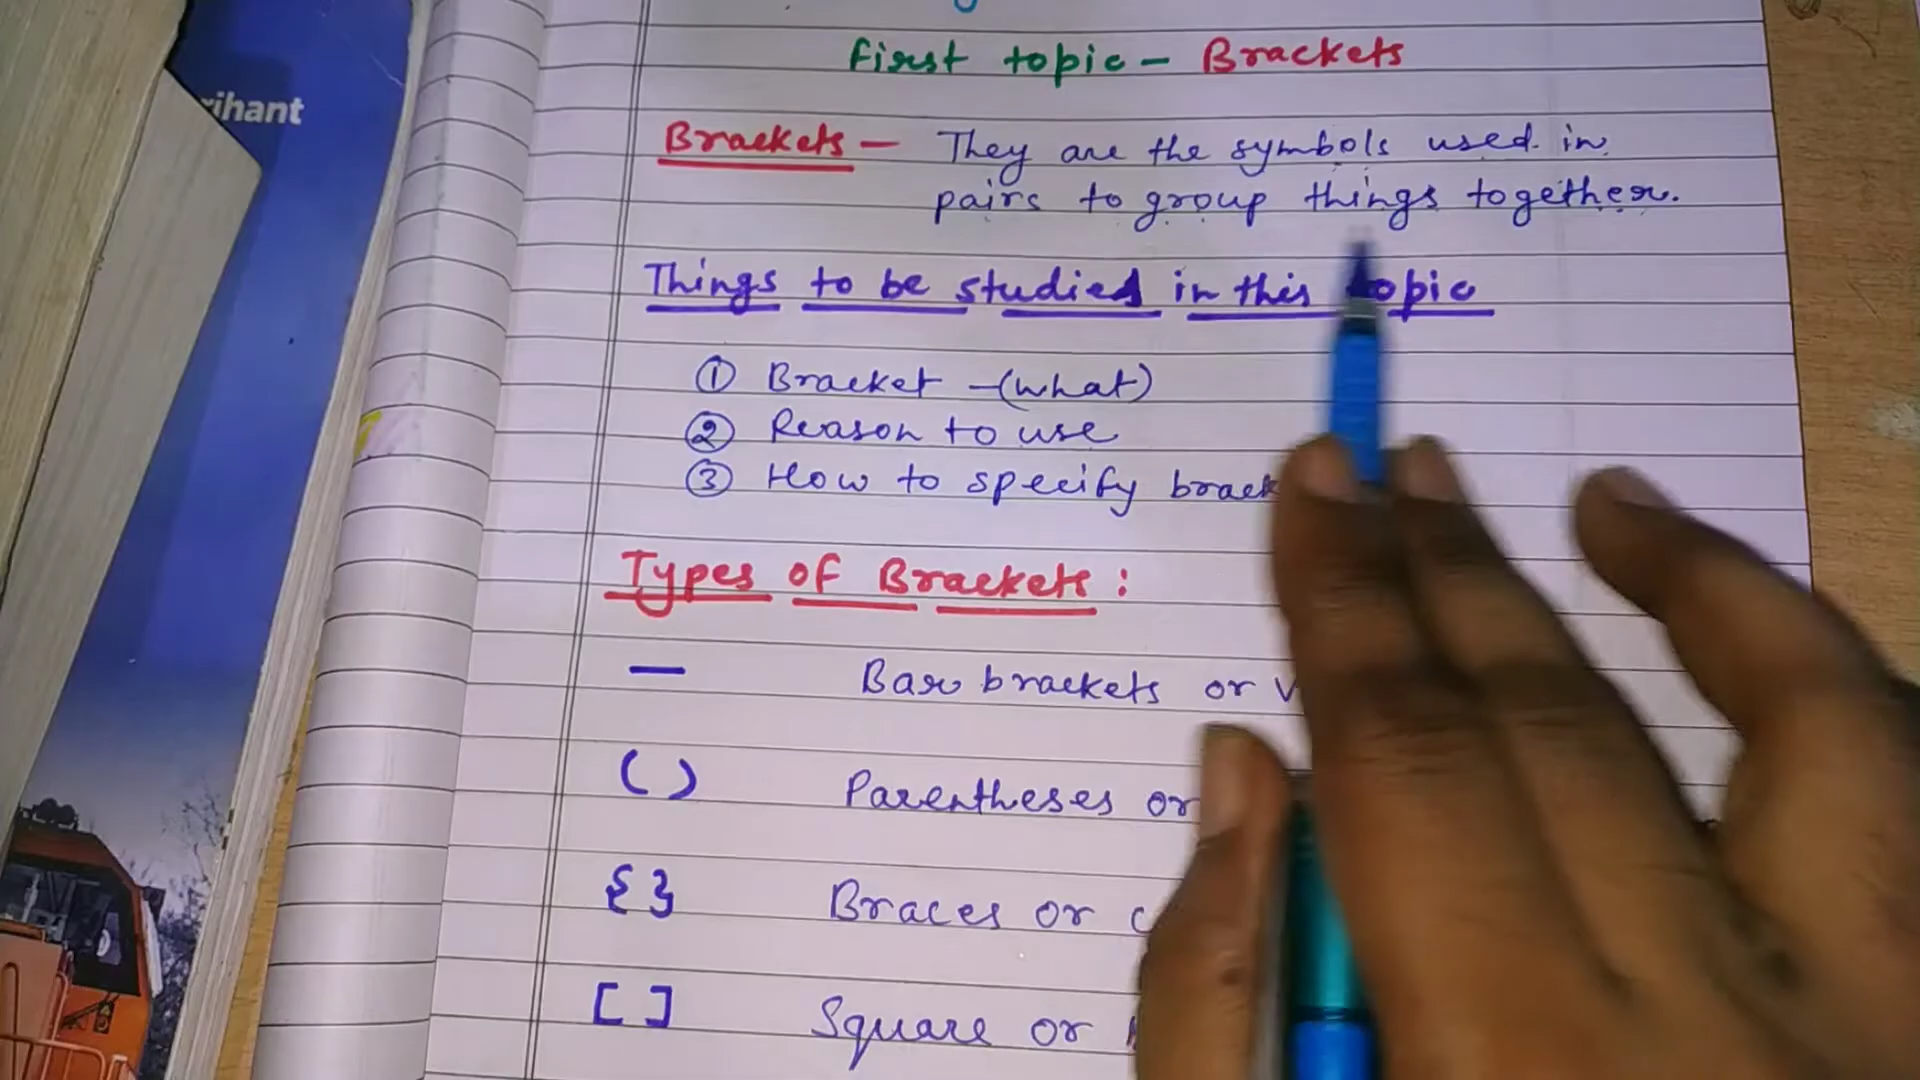 rihant
First topic - Brackets
Brackets - They are the symbols used in
pairs to group things together.
Things to be studied in this topic
① Bracket -(what)
② Reason to use
③ How to specify brack
Types of Brackets :
— Bar brackets or V
( ) Parentheses or
{ } Braces or c
[ ] Square or